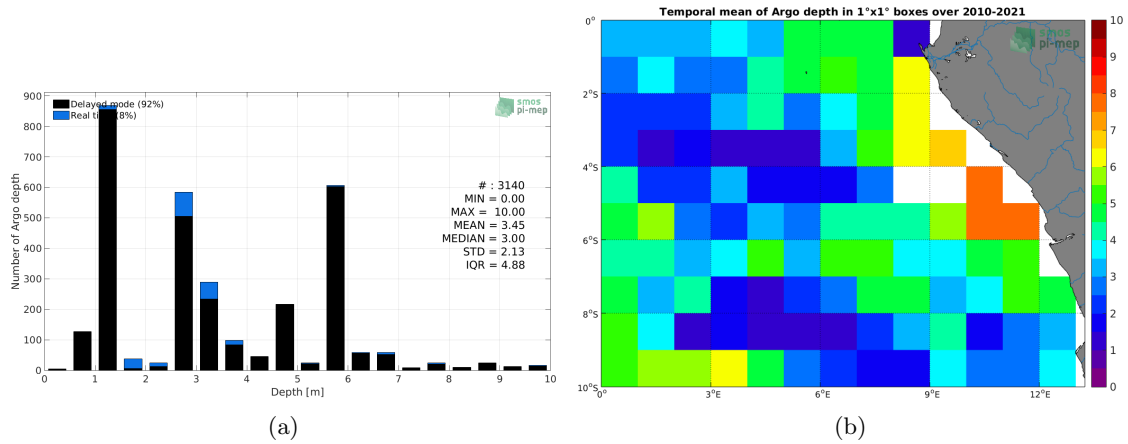 Temporal mean of Argo depth in 1°x1° boxes over 2010-2021
Delayed mode (92%)
Real ti (8%)
smos
pi-mep
# : 3140
MIN = 0.00
MAX = 10.00
MEAN = 3.45
MEDIAN = 3.00
STD = 2.13
IQR = 4.88
Number of Argo depth
900
800
700
600
500
400
300
200
100
0
0 1 2 3 4 5 6 7 8 9 10
Depth [m]
(a)
smos
pi-mep
0°
2°S
4°S
6°S
8°S
10°S
0°E 3°E 6°E 9°E 12°E
10
9
8
7
6
5
4
3
2
1
0
(b)